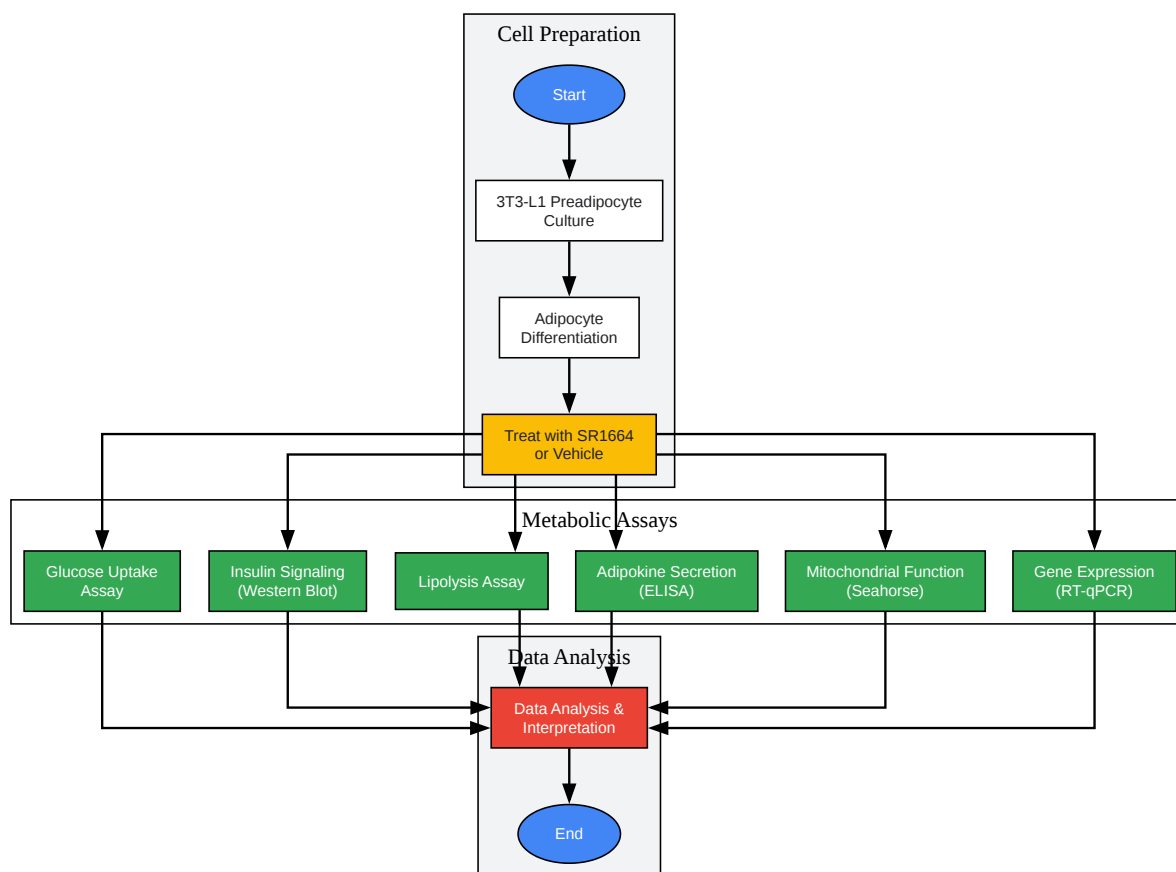 Cell Preparation
Start
3T3-L1 Preadipocyte
Culture
Adipocyte
Differentiation
Treat with SR1664
or Vehicle
Metabolic Assays
Glucose Uptake
Assay
Insulin Signaling
(Western Blot)
Lipolysis Assay
Adipokine Secretion
(ELISA)
Mitochondrial Function
(Seahorse)
Gene Expression
(RT-qPCR)
Data Analysis
Data Analysis &
Interpretation
End